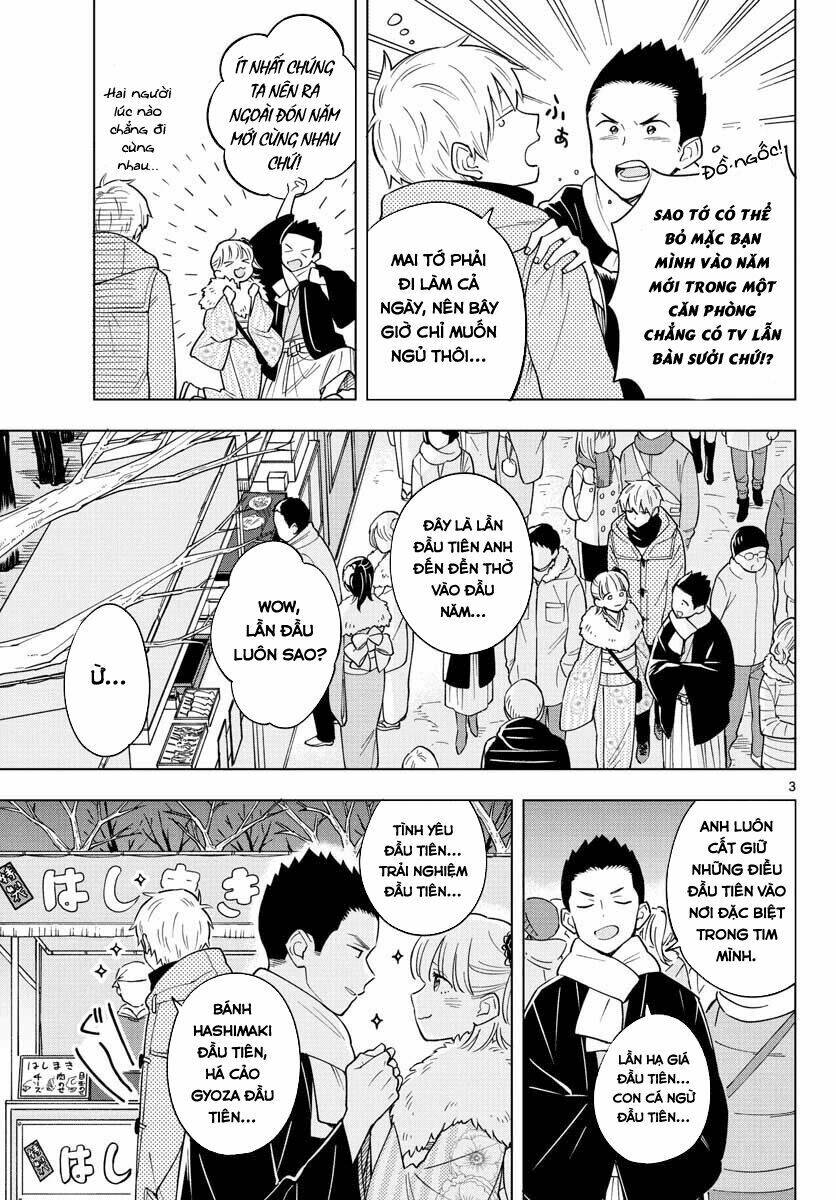 Đồ ngốc!
SAO TỚ CÓ THỂ
BỎ MẶC BẠN
MÌNH VÀO NĂM
MỚI TRONG MỘT
CĂN PHÒNG
CHẲNG CÓ TV LẪN
BÀN SƯỞI CHỨ!?
ふぁ
MAI TỚ PHẢI
ĐI LÀM CẢ
NGÀY, NÊN BÂY
GIỜ CHỈ MUỐN
NGỦ THÔI...
ÍT NHẤT CHÚNG
TA NÊN RA
NGOÀI ĐÓN NĂM
MỚI CÙNG NHAU
CHỨ!
Hai người
lúc nào
chẳng đi
cùng
nhau...
ĐÂY LÀ LẦN
ĐẦU TIÊN ANH
ĐẾN ĐỀN THỜ
VÀO ĐẦU
NĂM...
WOW,
LẦN ĐẦU
LUÔN SAO?
Ừ...
3
ANH LUÔN
CẤT GIỮ
NHỮNG ĐIỀU
ĐẦU TIÊN VÀO
NƠI ĐẶC BIỆT
TRONG TIM
MÌNH.
LẦN HẠ GIÁ
ĐẦU TIÊN...
CON CÁ NGỪ
ĐẦU TIÊN...
TÌNH YÊU
ĐẦU TIÊN...
TRẢI NGHIỆM
ĐẦU TIÊN...
BÁNH
HASHIMAKI
ĐẦU TIÊN,
HÁ CẢO
GYOZA ĐẦU
TIÊN...
はしまき
はしまき
チーズ
はし